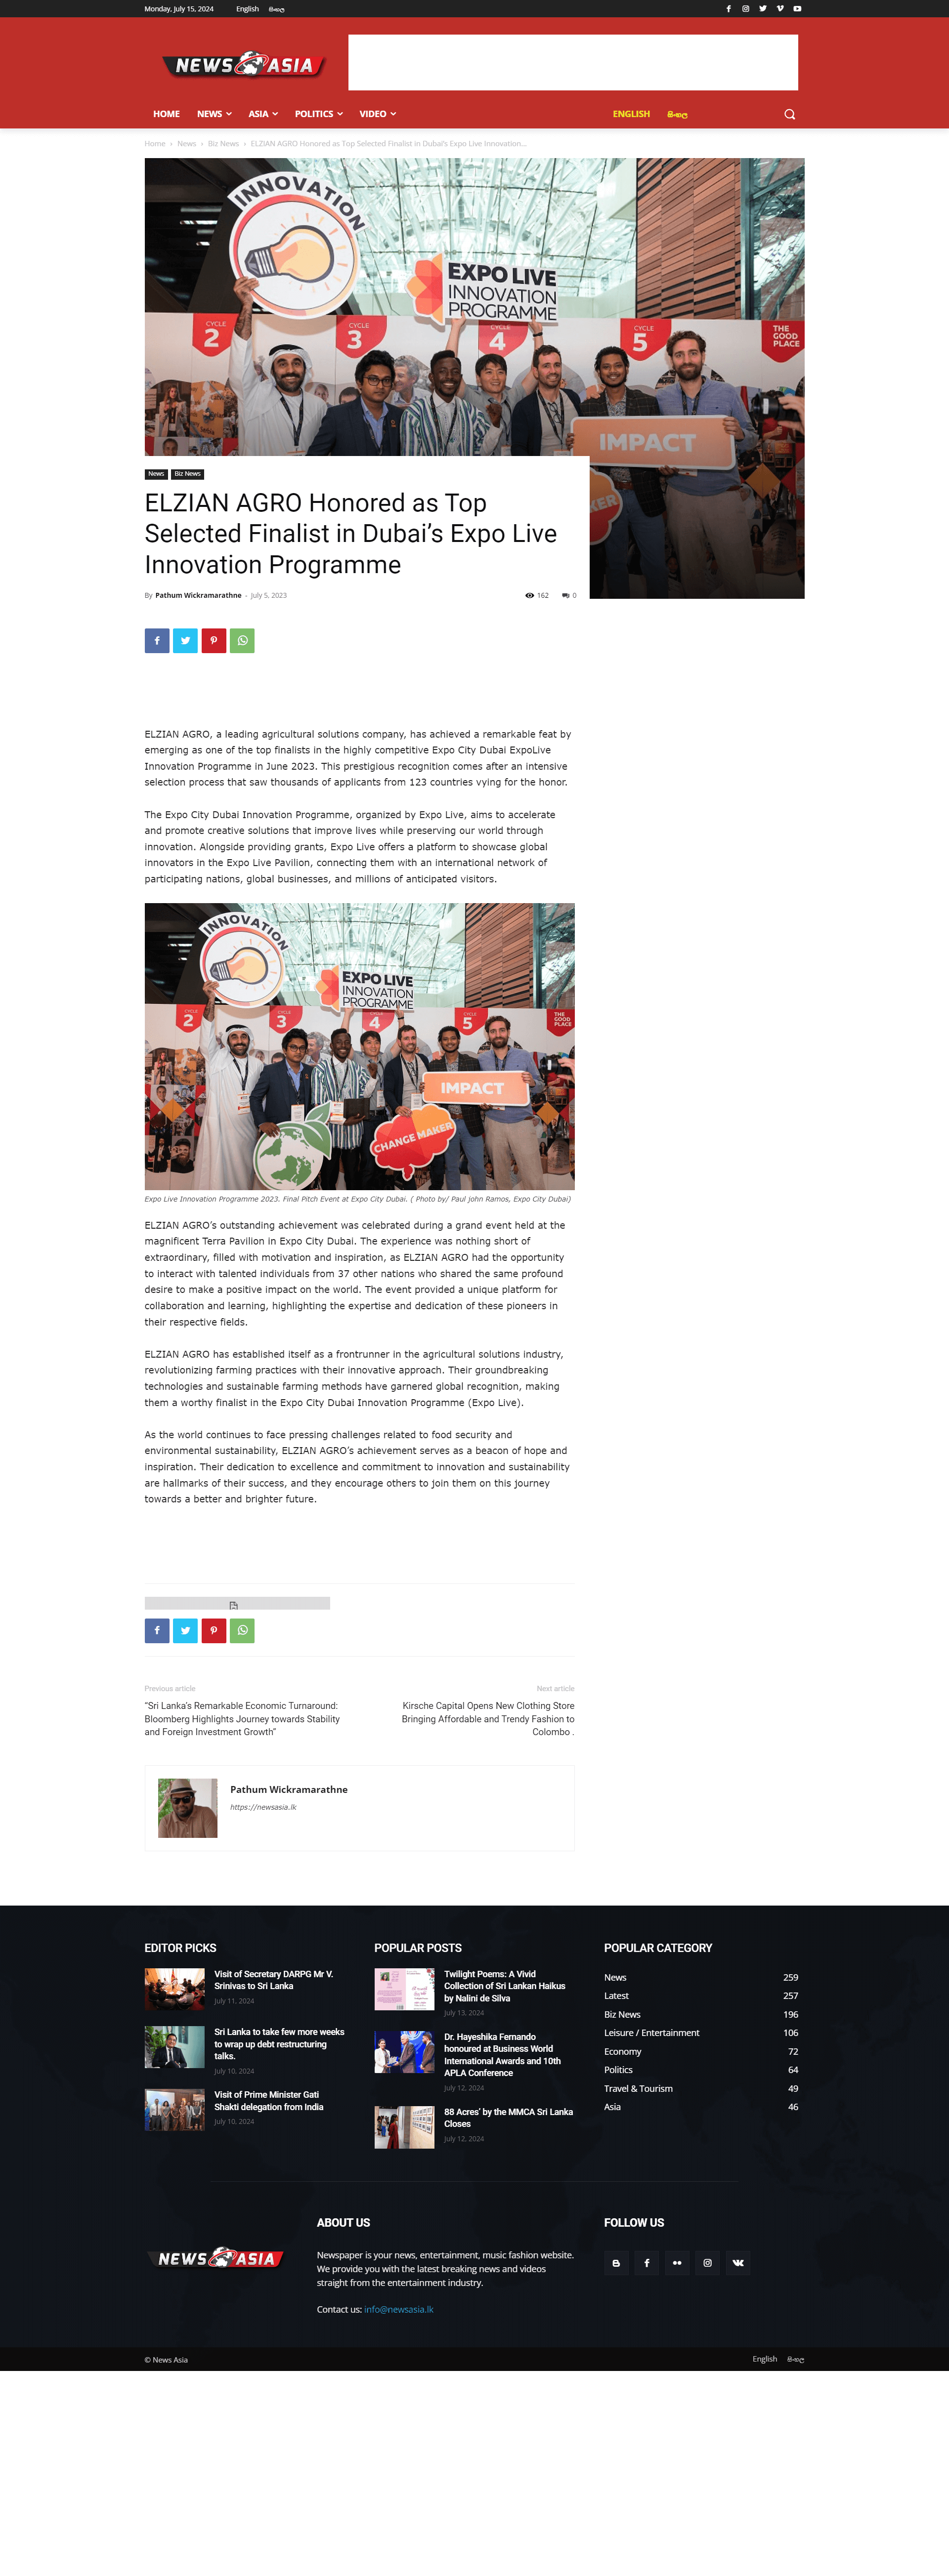 Monday, July 15, 2024
English
සිංහල
NEWS ASIA
HOME
NEWS
ASIA
POLITICS
VIDEO
ENGLISH
සිංහල
Home › News › Biz News › ELZIAN AGRO Honored as Top Selected Finalist in Dubai's Expo Live Innovation...
INNOVATION
EXPO LIVE
INNOVATION
PROGRAMME
CYCLE
2
3
CYCLE
4
CYCLE
5
THE
GOOD
PLACE
IMPACT
News
Biz News
ELZIAN AGRO Honored as Top
Selected Finalist in Dubai’s Expo Live
Innovation Programme
By Pathum Wickramarathne - July 5, 2023
162
0
ELZIAN AGRO, a leading agricultural solutions company, has achieved a remarkable feat by
emerging as one of the top finalists in the highly competitive Expo City Dubai ExpoLive
Innovation Programme in June 2023. This prestigious recognition comes after an intensive
selection process that saw thousands of applicants from 123 countries vying for the honor.
The Expo City Dubai Innovation Programme, organized by Expo Live, aims to accelerate
and promote creative solutions that improve lives while preserving our world through
innovation. Alongside providing grants, Expo Live offers a platform to showcase global
innovators in the Expo Live Pavilion, connecting them with an international network of
participating nations, global businesses, and millions of anticipated visitors.
INNOVATION
EXPO LIVE
INNOVATION
PROGRAMME
CYCLE
2
3
4
CYCLE
5
THE
GOOD
PLACE
IMPACT
CHANGE
MAKER
Expo Live Innovation Programme 2023. Final Pitch Event at Expo City Dubai. ( Photo by/ Paul john Ramos, Expo City Dubai)
ELZIAN AGRO’s outstanding achievement was celebrated during a grand event held at the
magnificent Terra Pavilion in Expo City Dubai. The experience was nothing short of
extraordinary, filled with motivation and inspiration, as ELZIAN AGRO had the opportunity
to interact with talented individuals from 37 other nations who shared the same profound
desire to make a positive impact on the world. The event provided a unique platform for
collaboration and learning, highlighting the expertise and dedication of these pioneers in
their respective fields.
ELZIAN AGRO has established itself as a frontrunner in the agricultural solutions industry,
revolutionizing farming practices with their innovative approach. Their groundbreaking
technologies and sustainable farming methods have garnered global recognition, making
them a worthy finalist in the Expo City Dubai Innovation Programme (Expo Live).
As the world continues to face pressing challenges related to food security and
environmental sustainability, ELZIAN AGRO’s achievement serves as a beacon of hope and
inspiration. Their dedication to excellence and commitment to innovation and sustainability
are hallmarks of their success, and they encourage others to join them on this journey
towards a better and brighter future.
Previous article
Next article
“Sri Lanka’s Remarkable Economic Turnaround:
Bloomberg Highlights Journey towards Stability
and Foreign Investment Growth”
Kirsche Capital Opens New Clothing Store
Bringing Affordable and Trendy Fashion to
Colombo .
Pathum Wickramarathne
https://newsasia.lk
EDITOR PICKS
Visit of Secretary DARPG Mr V.
Srinivas to Sri Lanka
July 11, 2024
Sri Lanka to take few more weeks
to wrap up debt restructuring
talks.
July 10, 2024
Visit of Prime Minister Gati
Shakti delegation from India
July 10, 2024
POPULAR POSTS
Twilight Poems: A Vivid
Collection of Sri Lankan Haikus
by Nalini de Silva
July 13, 2024
Dr. Hayeshika Fernando
honoured at Business World
International Awards and 10th
APLA Conference
July 12, 2024
88 Acres’ by the MMCA Sri Lanka
Closes
July 12, 2024
POPULAR CATEGORY
News 259
Latest 257
Biz News 196
Leisure / Entertainment 106
Economy 72
Politics 64
Travel & Tourism 49
Asia 46
NEWS ASIA
ABOUT US
Newspaper is your news, entertainment, music fashion website.
We provide you with the latest breaking news and videos
straight from the entertainment industry.
Contact us: info@newsasia.lk
FOLLOW US
© News Asia
English
සිංහල